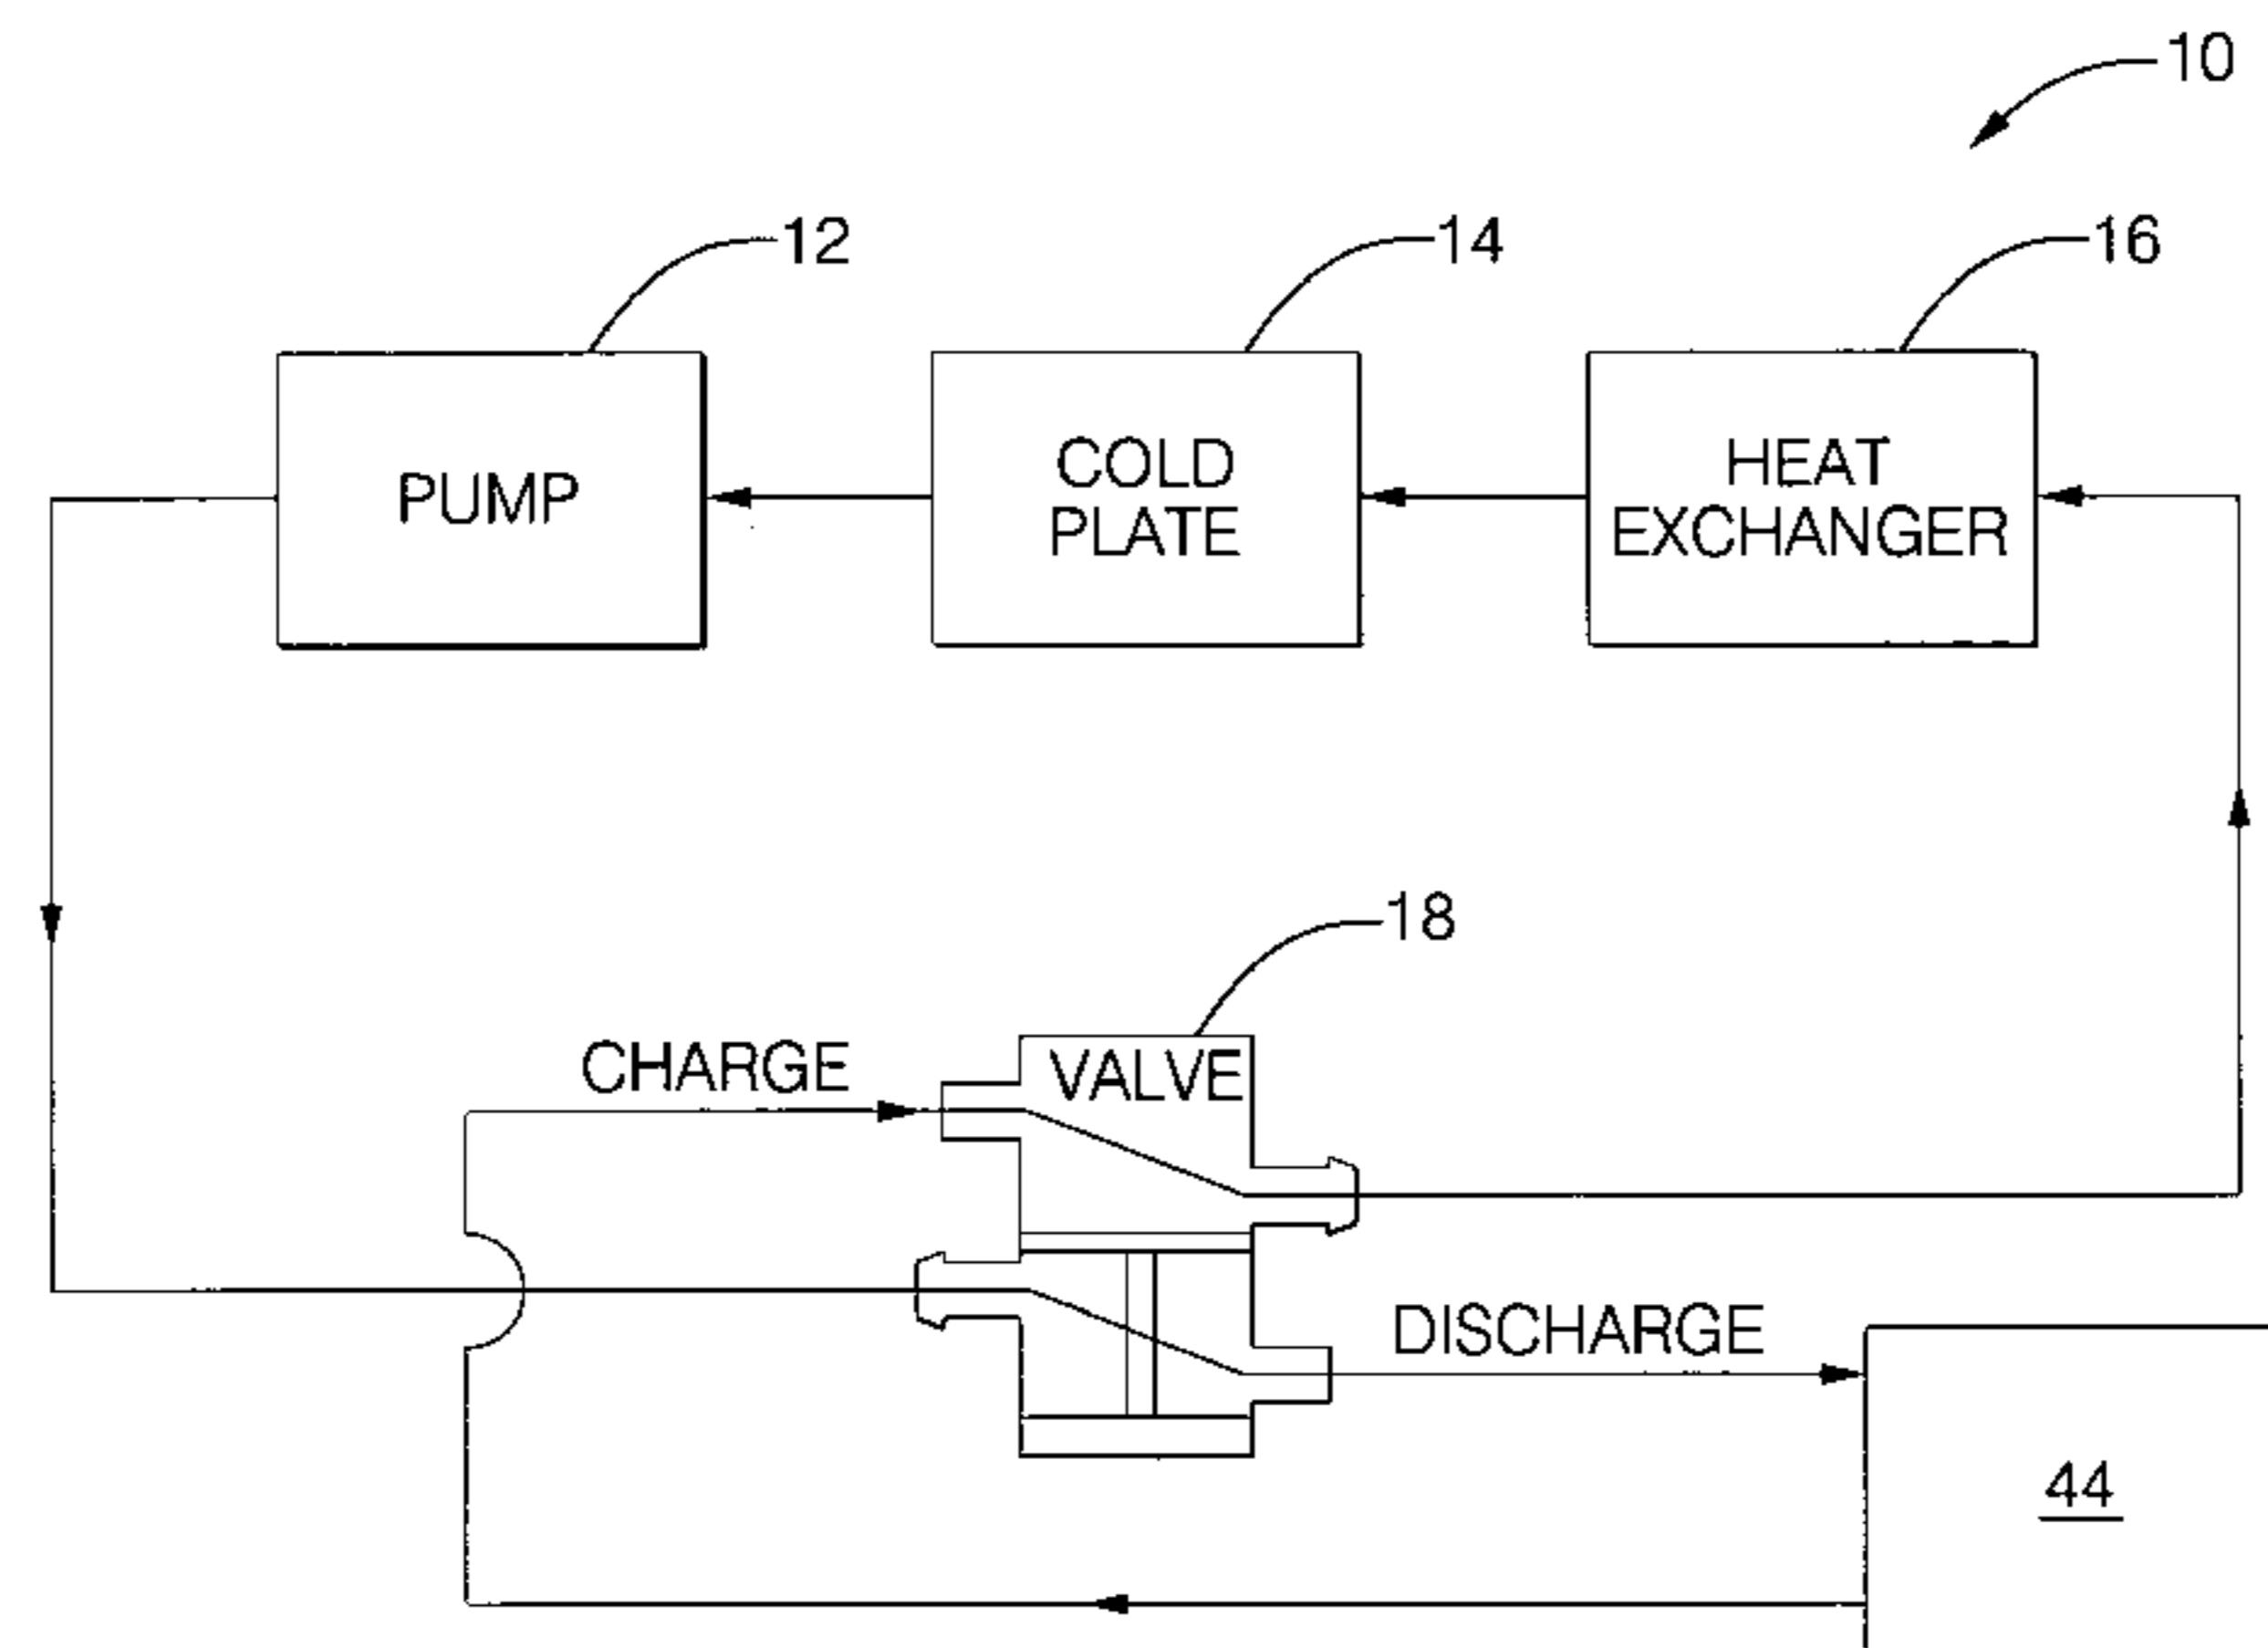 10
12
14
16
PUMP
COLD
PLATE
HEAT
EXCHANGER
18
CHARGE
VALVE
DISCHARGE
44